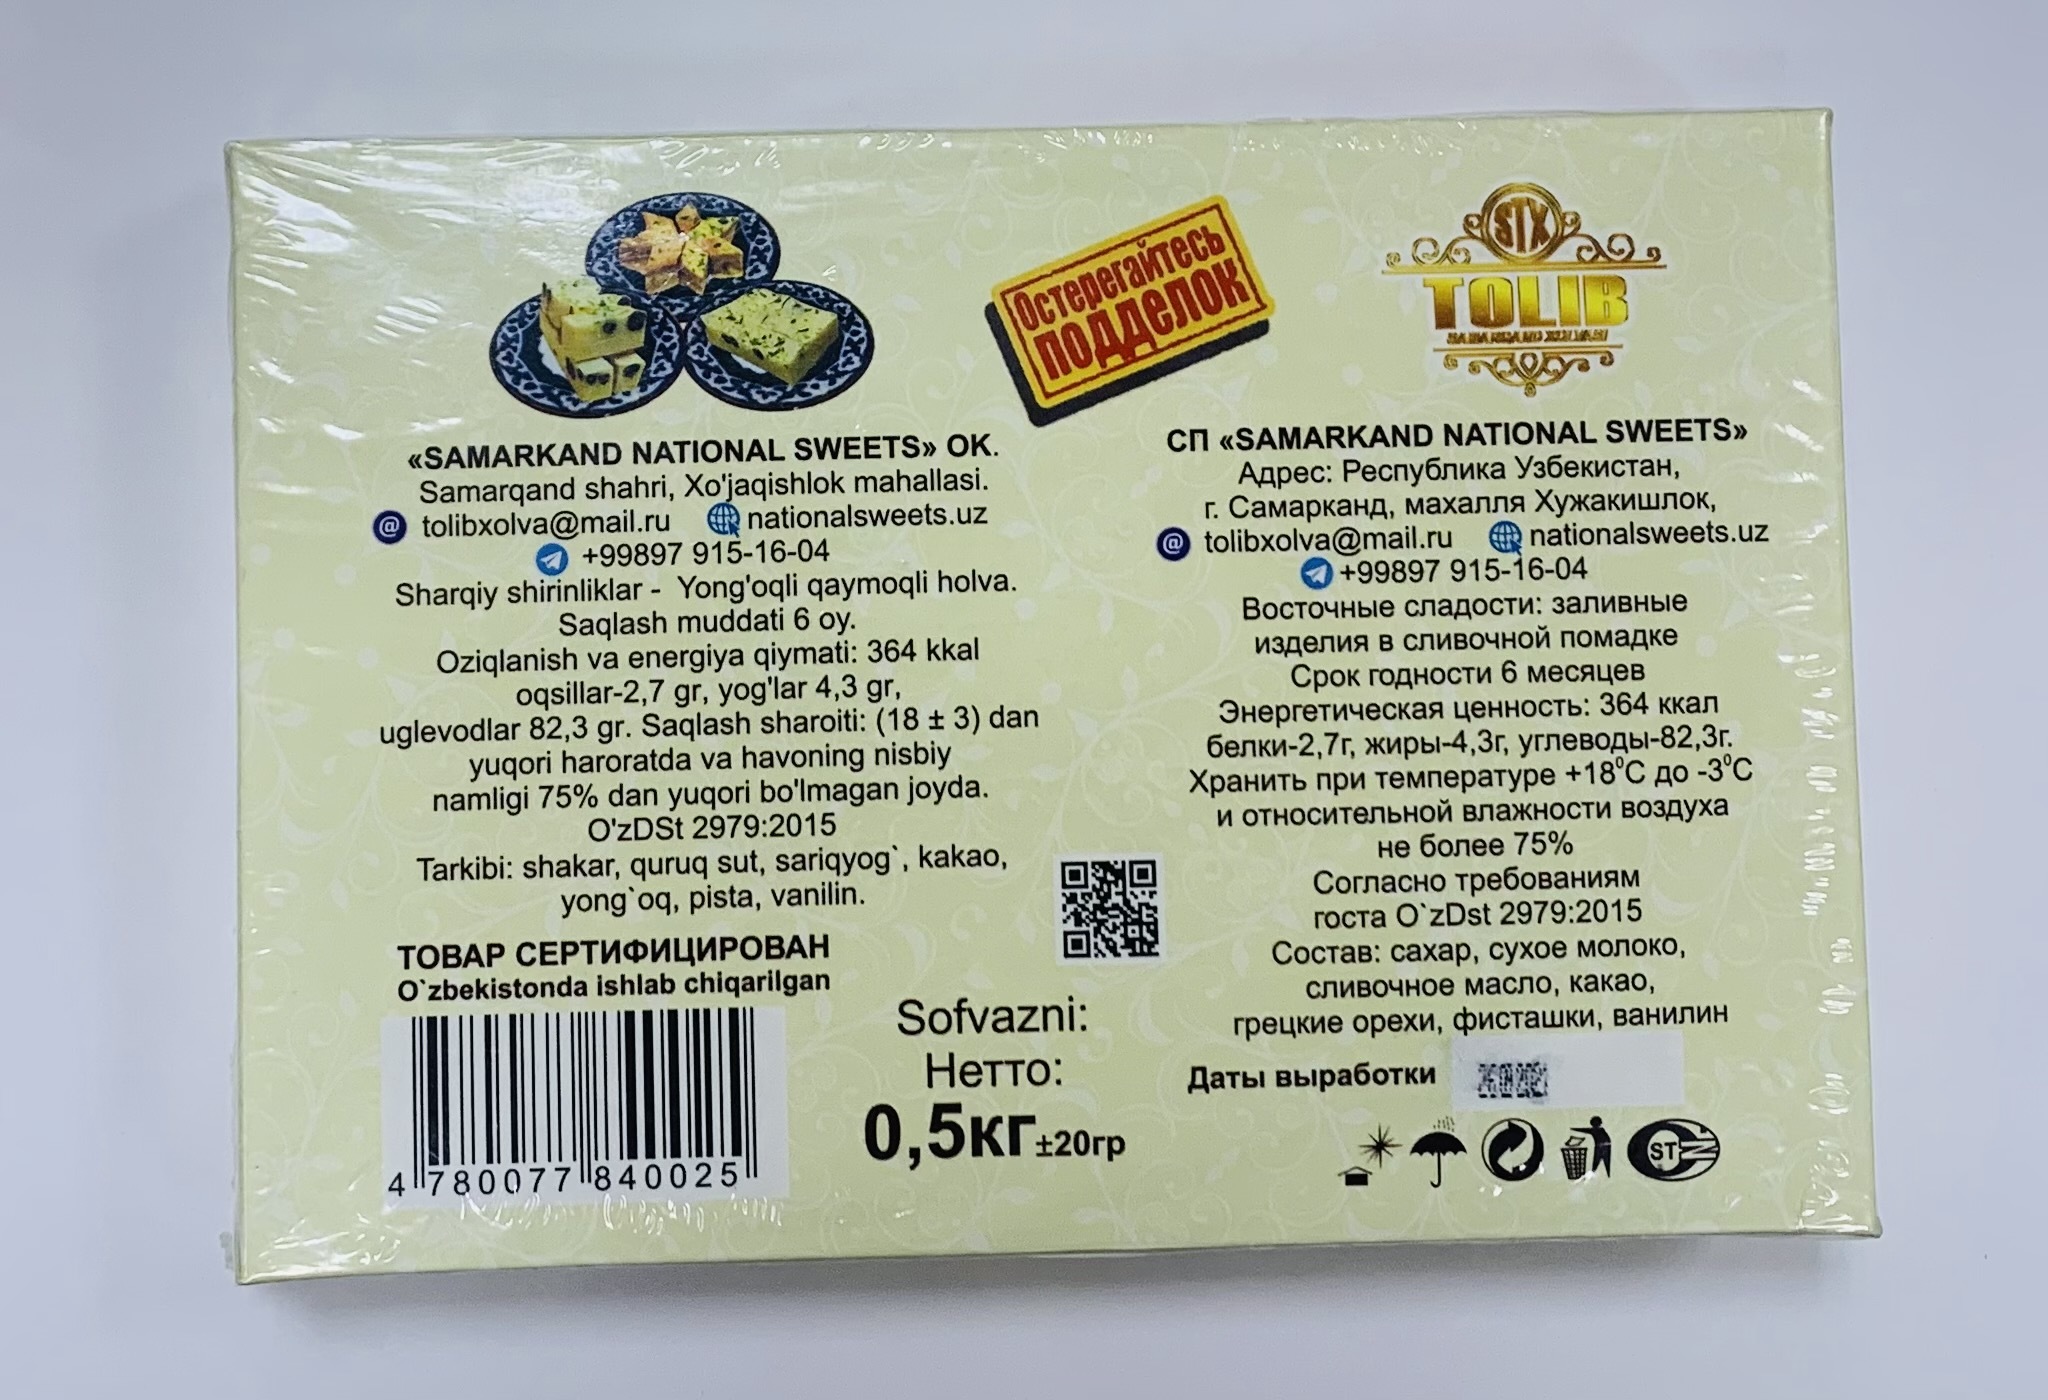 Остерегайтесь
подделок
STX
TOLIB
SAMARQAND XOLVASI
«SAMARKAND NATIONAL SWEETS» OK.
Samarqand shahri, Xo'jaqishlok mahallasi.
@ tolibxolva@mail.ru nationalsweets.uz
+99897 915-16-04
Sharqiy shirinliklar - Yong'oqli qaymoqli holva.
Saqlash muddati 6 oy.
Oziqlanish va energiya qiymati: 364 kkal
oqsillar-2,7 gr, yog'lar 4,3 gr,
uglevodlar 82,3 gr. Saqlash sharoiti: (18 ± 3) dan
yuqori haroratda va havoning nisbiy
namligi 75% dan yuqori bo'lmagan joyda.
O'zDSt 2979:2015
Tarkibi: shakar, quruq sut, sariqyog`, kakao,
yong`oq, pista, vanilin.
ТОВАР СЕРТИФИЦИРОВАН
O`zbekistonda ishlab chiqarilgan
4 780077 840025
Sofvazni:
Нетто:
0,5кг±20гр
СП «SAMARKAND NATIONAL SWEETS»
Адрес: Республика Узбекистан,
г. Самарканд, махалля Хужакишлок,
@ tolibxolva@mail.ru nationalsweets.uz
+99897 915-16-04
Восточные сладости: заливные
изделия в сливочной помадке
Срок годности 6 месяцев
Энергетическая ценность: 364 ккал
белки-2,7г, жиры-4,3г, углеводы-82,3г.
Хранить при температуре +18⁰С до -3⁰С
и относительной влажности воздуха
не более 75%
Согласно требованиям
госта O`zDst 2979:2015
Состав: сахар, сухое молоко,
сливочное масло, какао,
грецкие орехи, фисташки, ванилин
Даты выработки
ST